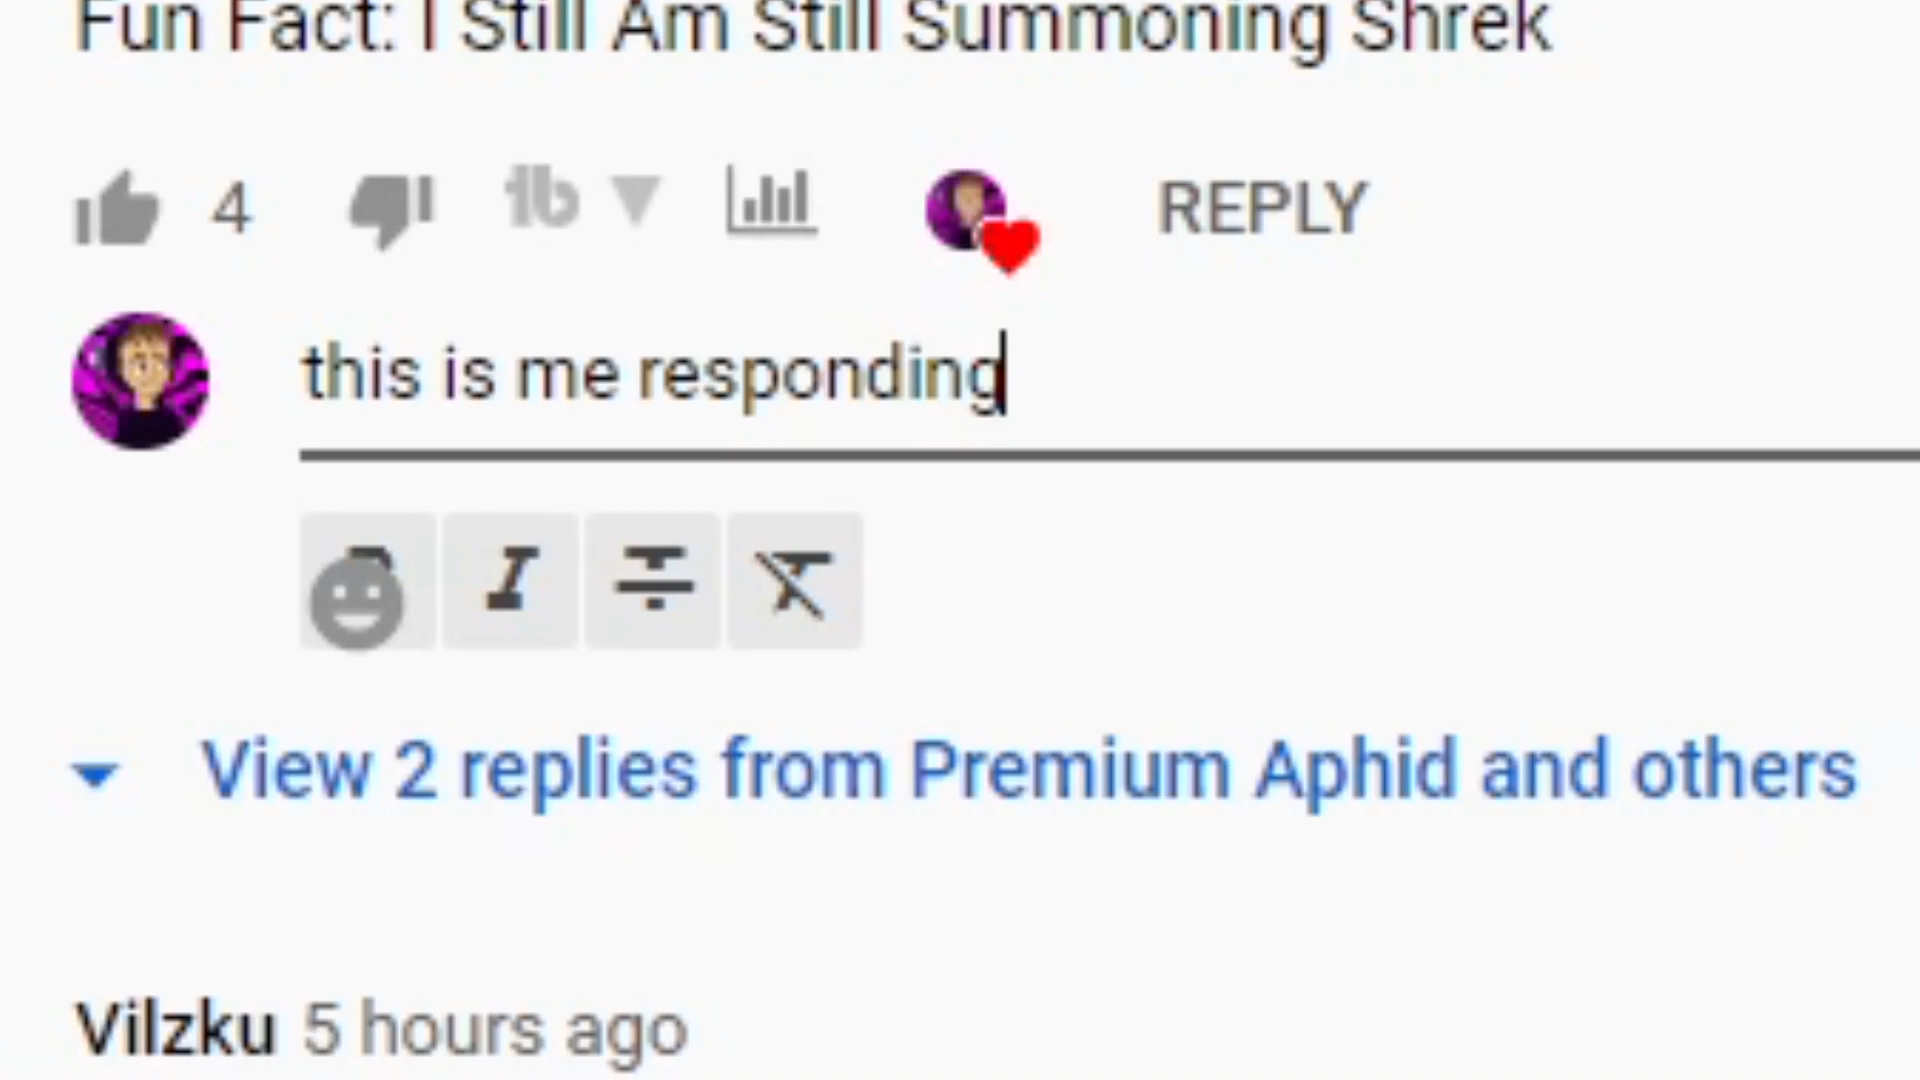 Fun Fact: I Still Am Still Summoning Shrek
4 tb REPLY
this is me responding
View 2 replies from Premium Aphid and others
Vilzku 5 hours ago